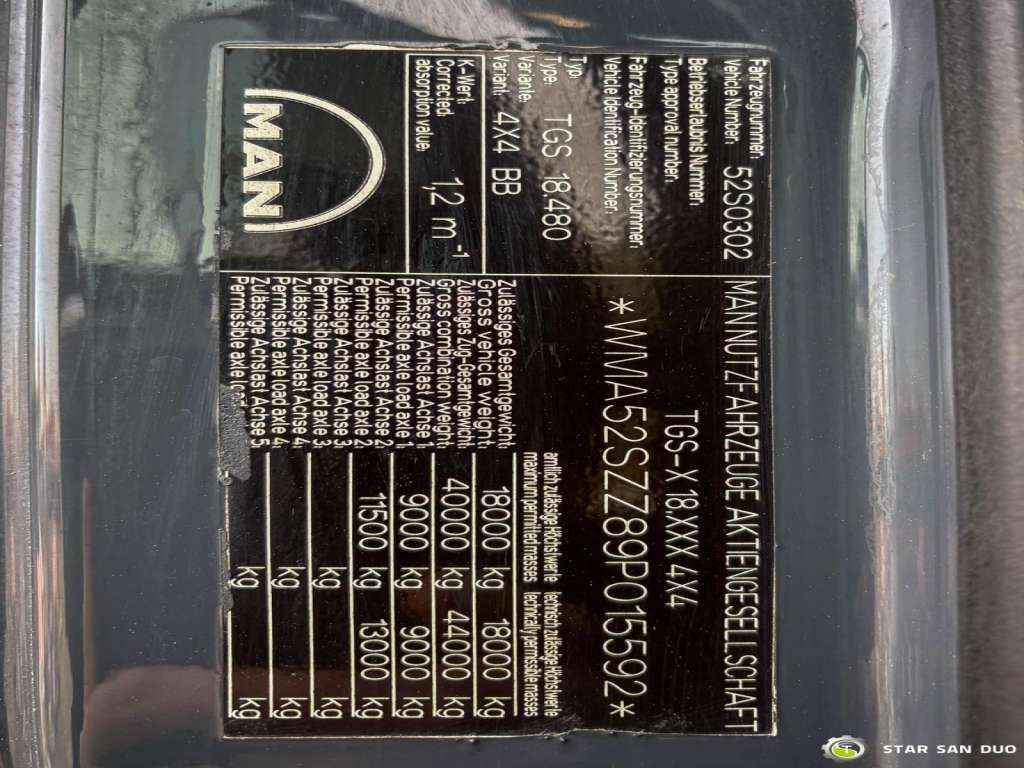 Fahrzeugnummer:
Vehicle Number: 52S0302
MAN NUTZFAHRZEUGE AKTIENGESELLSCHAFT
Betriebserlaubnis Nummer:
Type approval number:
TGS-X 18.XXX 4X4
Fahrzeug-Identifizierungsnummer:
Vehicle Identification Number:
*WMA52SZZ89P015592*
Typ:
Type: TGS 18.480
Variante:
Variant: 4X4 BB
K-Wert:
Corrected
absorption value: 1,2 m⁻¹
MAN
amtlich zulässige Höchstwerte technisch zulässige Höchstwerte
maximum permitted masses technically permissible masses
Zulässiges Gesamtgewicht:
Gross vehicle weight: 18000 kg 18000 kg
Zulässiges Zug-Gesamtgewicht:
Gross combination weight: 40000 kg 44000 kg
Zulässige Achslast Achse 1:
Permissible axle load axle 1: 9000 kg 9000 kg
Zulässige Achslast Achse 2:
Permissible axle load axle 2: 11500 kg 13000 kg
Zulässige Achslast Achse 3:
Permissible axle load axle 3: kg kg
Zulässige Achslast Achse 4:
Permissible axle load axle 4: kg kg
Zulässige Achslast Achse 5:
Permissible axle kg kg
STAR SAN DUO